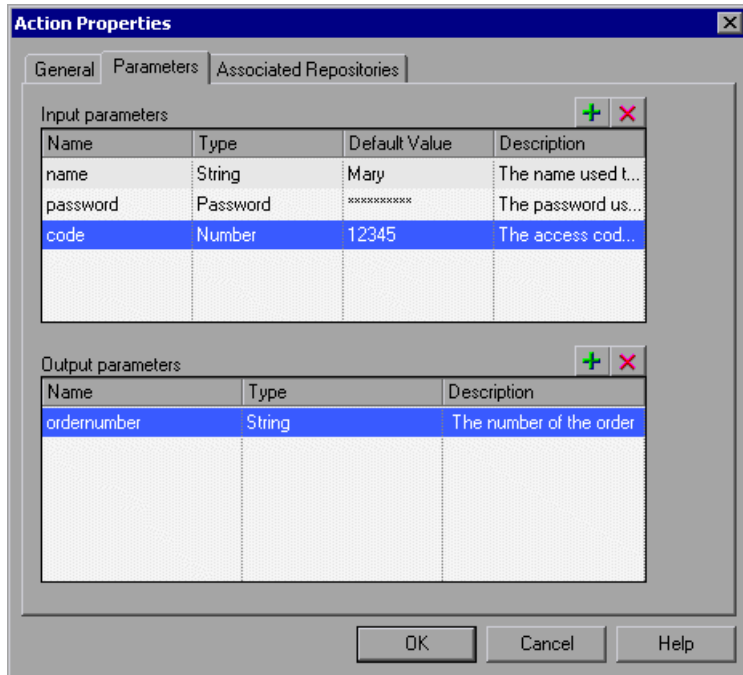 Action Properties
General Parameters Associated Repositories
Input parameters
Name Type Default Value Description
name String Mary The name used t...
password Password ********** The password us...
code Number 12345 The access cod...
Output parameters
Name Type Description
ordernumber String The number of the order
OK Cancel Help